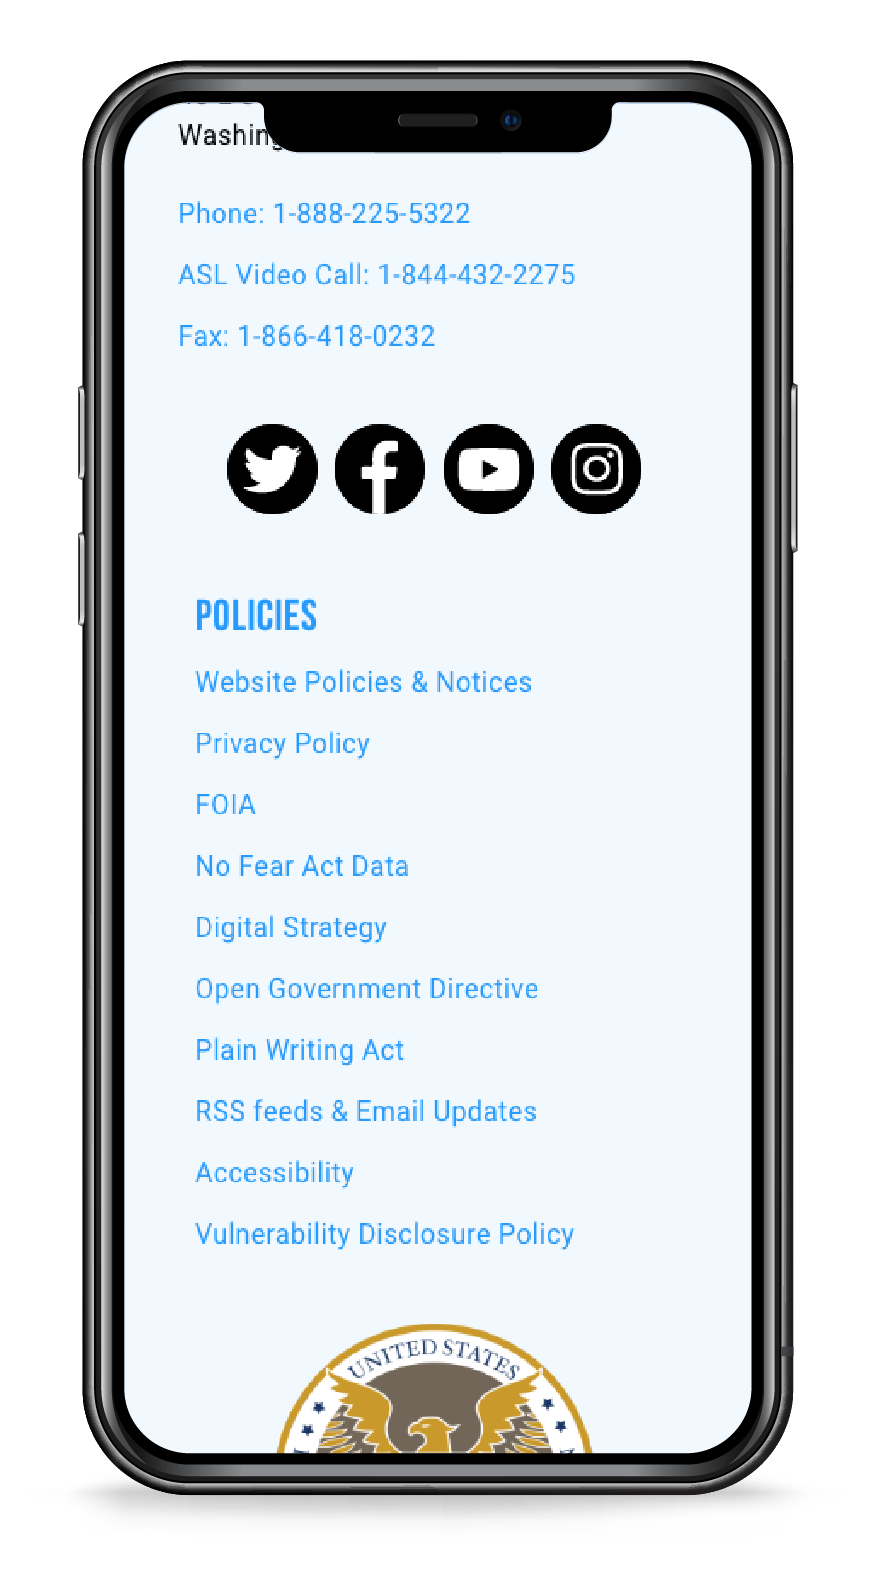 Washing
Phone: 1-888-225-5322
ASL Video Call: 1-844-432-2275
Fax: 1-866-418-0232
POLICIES
Website Policies & Notices
Privacy Policy
FOIA
No Fear Act Data
Digital Strategy
Open Government Directive
Plain Writing Act
RSS feeds & Email Updates
Accessibility
Vulnerability Disclosure Policy
UNITED STATES